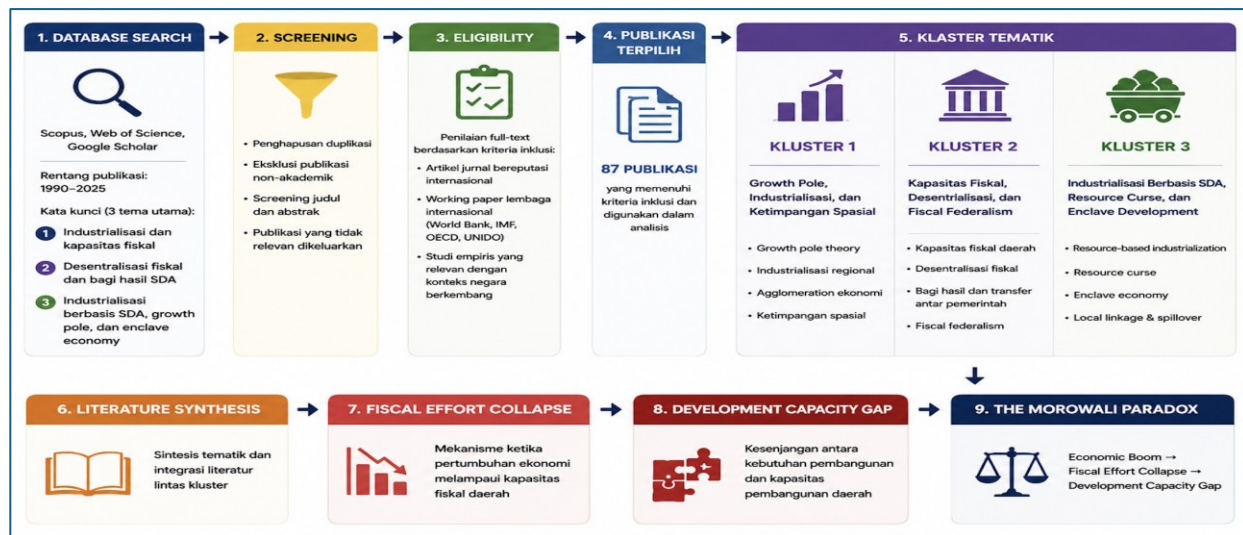 1. DATABASE SEARCH
Scopus, Web of Science,
Google Scholar
Rentang publikasi:
1990–2025
Kata kunci (3 tema utama):
1 Industrialisasi dan
kapasitas fiskal
2 Desentralisasi fiskal
dan bagi hasil SDA
3 Industrialisasi
berbasis SDA, growth
pole, dan enclave
economy
2. SCREENING
• Penghapusan duplikasi
• Eksklusi publikasi
non-akademik
• Screening judul
dan abstrak
• Publikasi yang tidak
relevan dikeluarkan
3. ELIGIBILITY
Penilaian full-text
berdasarkan kriteria inklusi:
• Artikel jurnal bereputasi
internasional
• Working paper lembaga
internasional
(World Bank, IMF,
OECD, UNIDO)
• Studi empiris yang
relevan dengan
konteks negara
berkembang
4. PUBLIKASI
TERPILIH
87 PUBLIKASI
yang memenuhi
kriteria inklusi dan
digunakan dalam
analisis
5. KLASTER TEMATIK
KLUSTER 1
Growth Pole,
Industrialisasi, dan
Ketimpangan Spasial
• Growth pole theory
• Industrialisasi regional
• Agglomeration ekonomi
• Ketimpangan spasial
KLUSTER 2
Kapasitas Fiskal,
Desentralisasi, dan
Fiscal Federalism
• Kapasitas fiskal daerah
• Desentralisasi fiskal
• Bagi hasil dan transfer
antar pemerintah
• Fiscal federalism
KLUSTER 3
Industrialisasi Berbasis SDA,
Resource Curse, dan
Enclave Development
• Resource-based industrialization
• Resource curse
• Enclave economy
• Local linkage & spillover
6. LITERATURE SYNTHESIS
Sintesis tematik dan
integrasi literatur
lintas kluster
7. FISCAL EFFORT COLLAPSE
Mekanisme ketika
pertumbuhan ekonomi
melampaui kapasitas
fiskal daerah
8. DEVELOPMENT CAPACITY GAP
Kesenjangan antara
kebutuhan pembangunan
dan kapasitas
pembangunan daerah
9. THE MOROWALI PARADOX
Economic Boom →
Fiscal Effort Collapse →
Development Capacity Gap